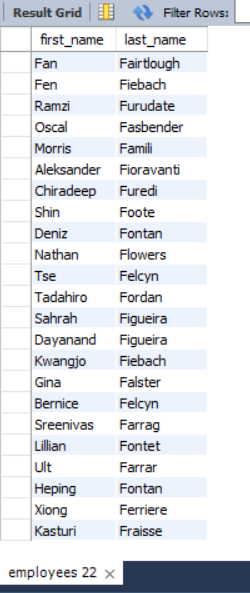 Result Grid Filter Rows:
first_name last_name
Fan Fairtlough
Fen Fiebach
Ramzi Furudate
Oscal Fasbender
Morris Famili
Aleksander Fioravanti
Chiradeep Furedi
Shin Foote
Deniz Fontan
Nathan Flowers
Tse Felcyn
Tadahiro Fordan
Sahrah Figueira
Dayanand Figueira
Kwangjo Fiebach
Gina Falster
Bernice Felcyn
Sreenivas Farrag
Lillian Fontet
Ult Farrar
Heping Fontan
Xiong Ferriere
Kasturi Fraisse
employees 22 ×